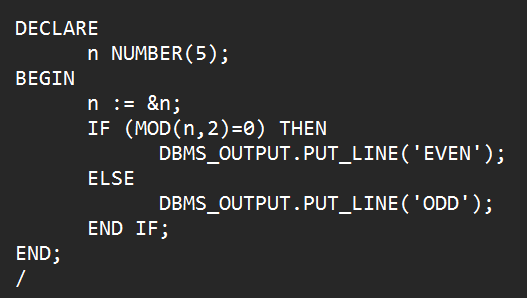 DECLARE
n NUMBER(5);
BEGIN
n := &n;
IF (MOD(n,2)=0) THEN
DBMS_OUTPUT.PUT_LINE('EVEN');
ELSE
DBMS_OUTPUT.PUT_LINE('ODD');
END IF;
END;
/